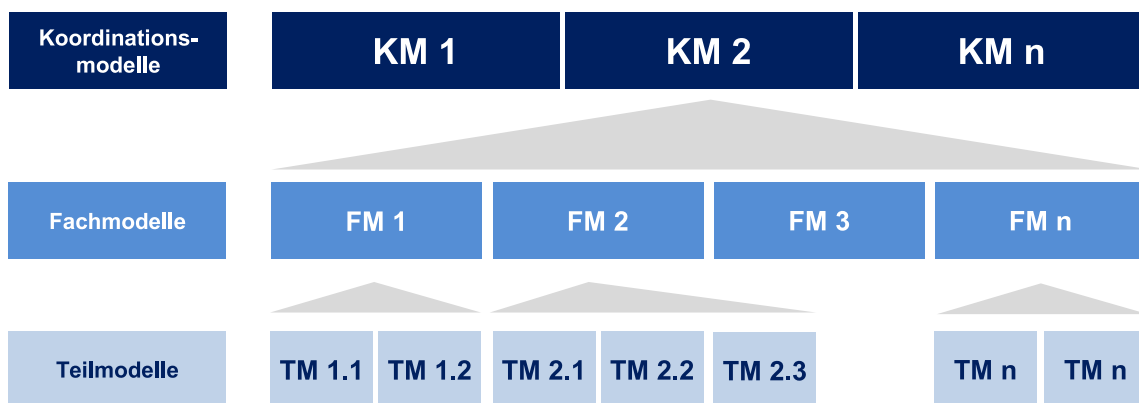 Koordinations-
modelle
KM 1
KM 2
KM n
Fachmodelle
FM 1
FM 2
FM 3
FM n
Teilmodelle
TM 1.1
TM 1.2
TM 2.1
TM 2.2
TM 2.3
TM n
TM n